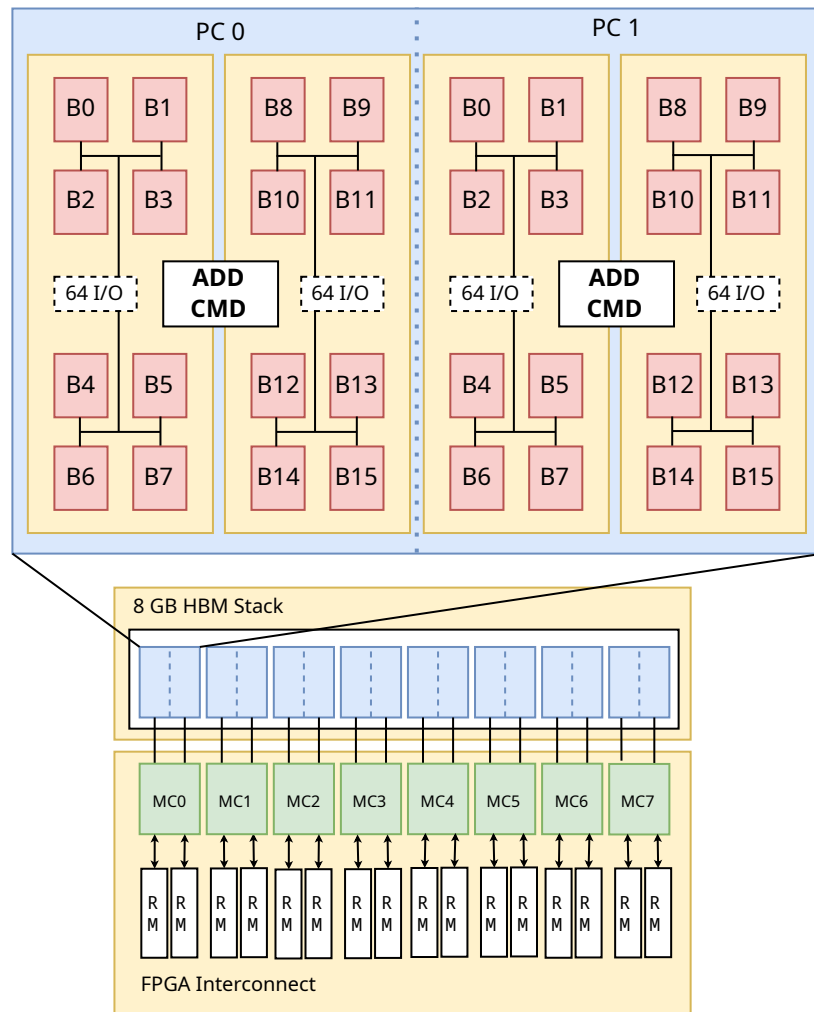 PC 0
PC 1
B0 B1 B8 B9 B0 B1 B8 B9
B2 B3 B10 B11 B2 B3 B10 B11
64 I/O
ADD
CMD
64 I/O
64 I/O
ADD
CMD
64 I/O
B4 B5 B12 B13 B4 B5 B12 B13
B6 B7 B14 B15 B6 B7 B14 B15
8 GB HBM Stack
MC0 MC1 MC2 MC3 MC4 MC5 MC6 MC7
R R R R R R R R R R R R R R R R
M M M M M M M M M M M M M M M M
FPGA Interconnect